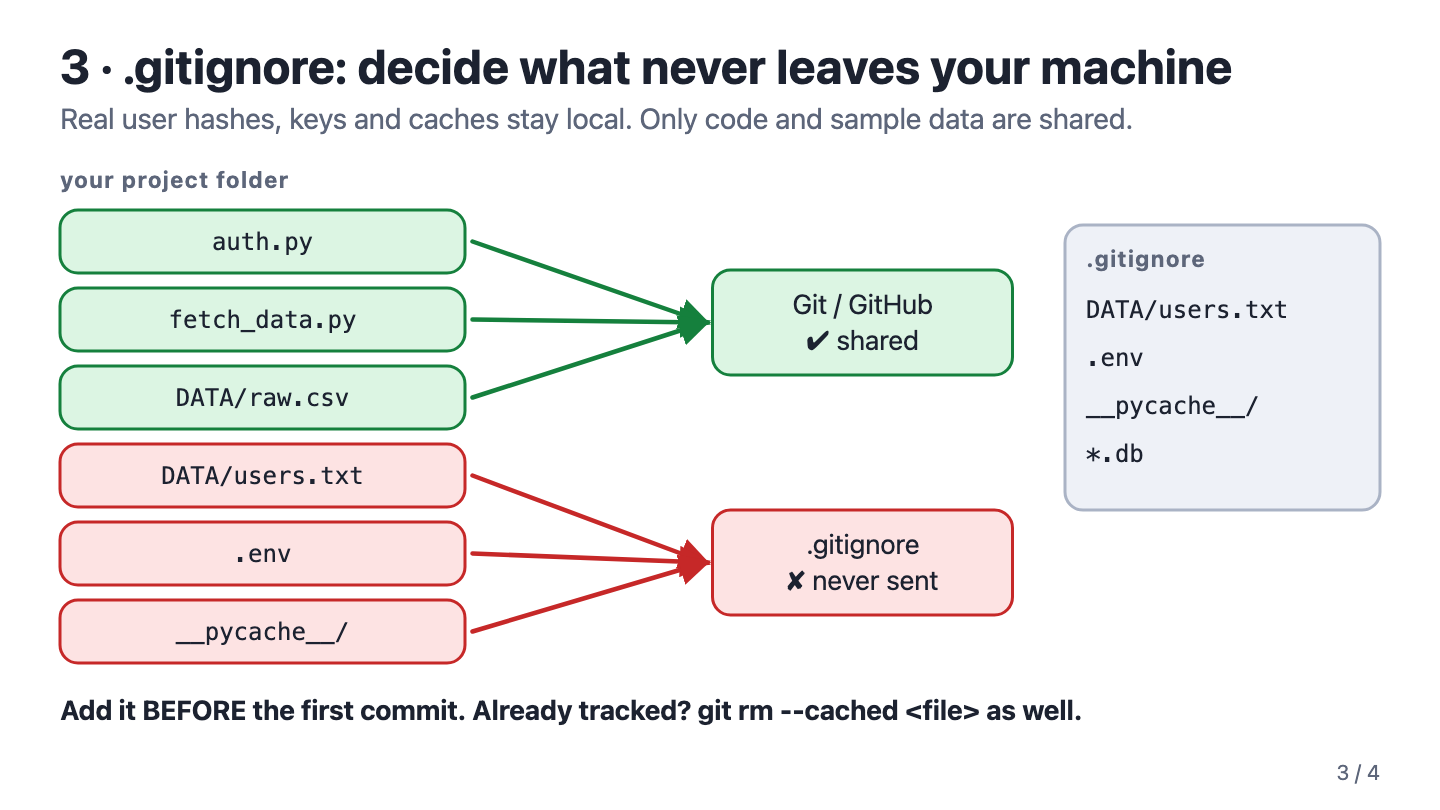 3 · .gitignore: decide what never leaves your machine
Real user hashes, keys and caches stay local. Only code and sample data are shared.
your project folder
auth.py
fetch_data.py
DATA/raw.csv
DATA/users.txt
.env
__pycache__/
Git / GitHub
✔ shared
.gitignore
✘ never sent
.gitignore
DATA/users.txt
.env
__pycache__/
*.db
Add it BEFORE the first commit. Already tracked? git rm --cached <file> as well.
3 / 4